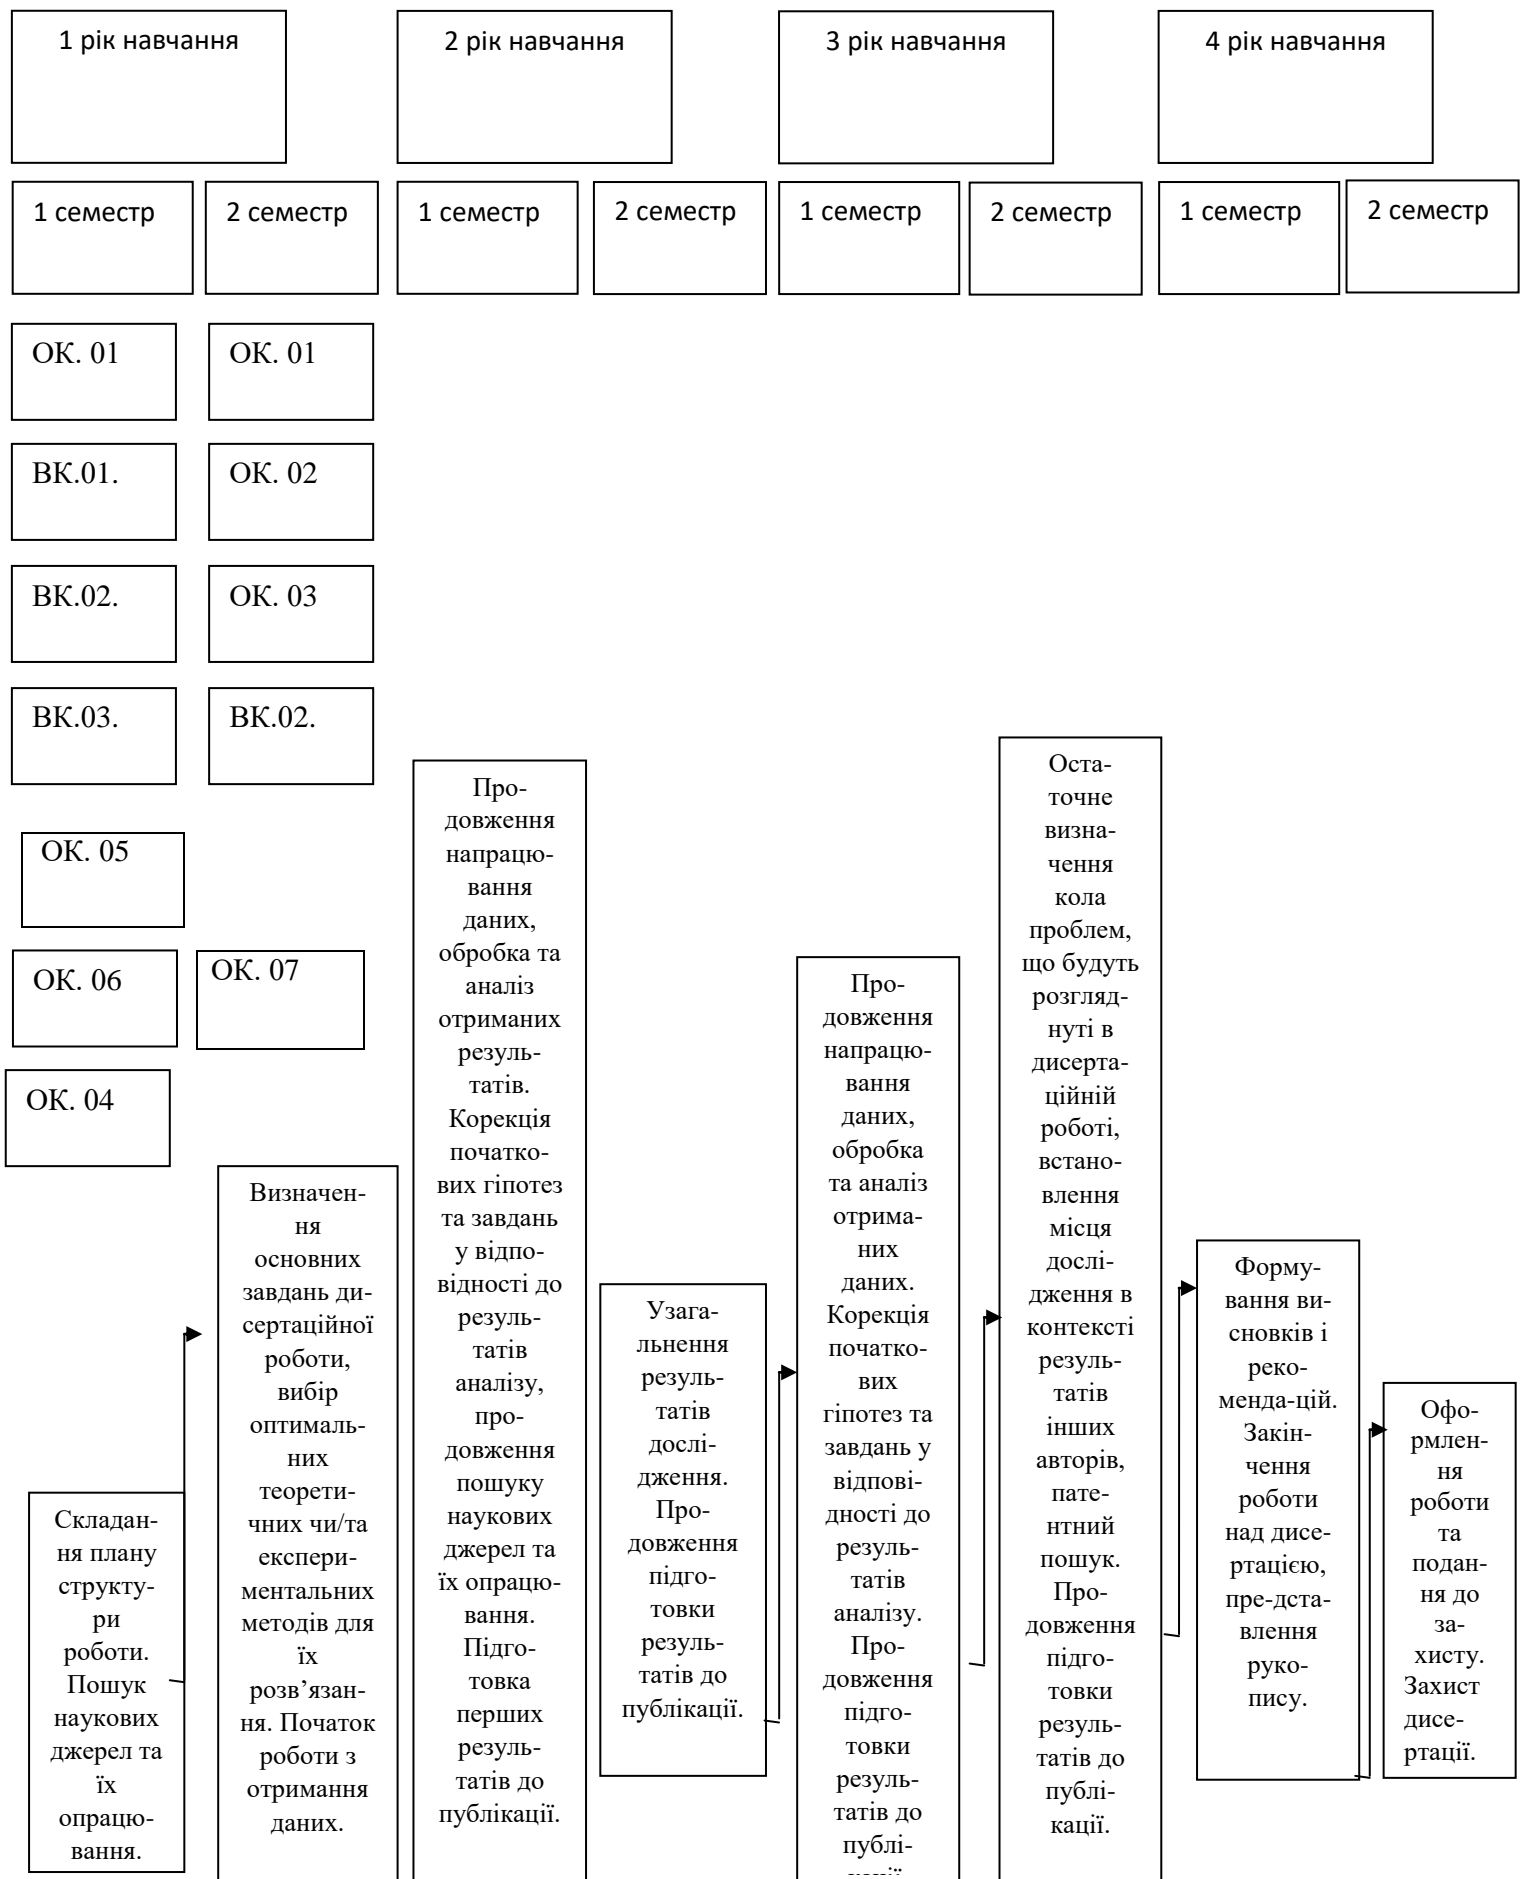 1 рік навчання
2 рік навчання
3 рік навчання
4 рік навчання
1 семестр
2 семестр
1 семестр
2 семестр
1 семестр
2 семестр
1 семестр
2 семестр
ОК. 01
ОК. 01
ВК.01.
ОК. 02
ВК.02.
ОК. 03
ВК.03.
ВК.02.
ОК. 05
ОК. 06
ОК. 07
ОК. 04
Складан-
ня плану
структу-
ри
роботи.
Пошук
наукових
джерел та
їх
опрацю-
вання.
Визначен-
ня
основних
завдань ди-
сертаційної
роботи,
вибір
оптималь-
них
теорети-
чних чи/та
експери-
ментальних
методів для
їх
розв’язан-
ня. Початок
роботи з
отримання
даних.
Про-
довження
напрацю-
вання
даних,
обробка та
аналіз
отриманих
резуль-
татів.
Корекція
початко-
вих гіпотез
та завдань
у відпо-
відності до
резуль-
татів
аналізу,
про-
довження
пошуку
наукових
джерел та
їх опрацю-
вання.
Підго-
товка
перших
резуль-
татів до
публікації.
Узага-
льнення
резуль-
татів
дослі-
дження.
Про-
довження
підго-
товки
резуль-
татів до
публікації.
Про-
довження
напрацю-
вання
даних,
обробка
та аналіз
отрима-
них
даних.
Корекція
початко-
вих
гіпотез та
завдань у
відпові-
дності до
резуль-
татів
аналізу.
Про-
довження
підго-
товки
резуль-
татів до
публі-
Оста-
точне
визна-
чення
кола
проблем,
що будуть
розгляд-
нуті в
дисерта-
ційній
роботі,
встано-
влення
місця
дослі-
дження в
контексті
резуль-
татів
інших
авторів,
пате-
нтний
пошук.
Про-
довження
підго-
товки
резуль-
татів до
публі-
кації.
Форму-
вання ви-
сновків і
реко-
менда-цій.
Закін-
чення
роботи
над дисе-
ртацією,
пре-дста-
влення
руко-
пису.
Офо-
рмлен-
ня
роботи
та
подан-
ня до
за-
хисту.
Захист
дисе-
ртації.